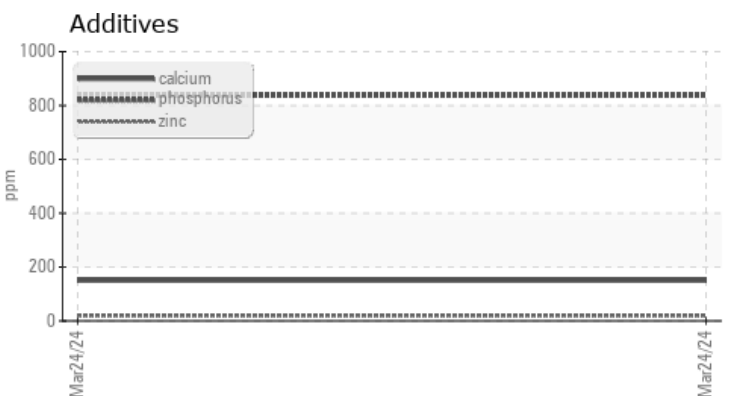 Additives
1000
800
600
400
200
0
ppm
calcium
phosphorus
zinc
Mar24/24
Mar24/24